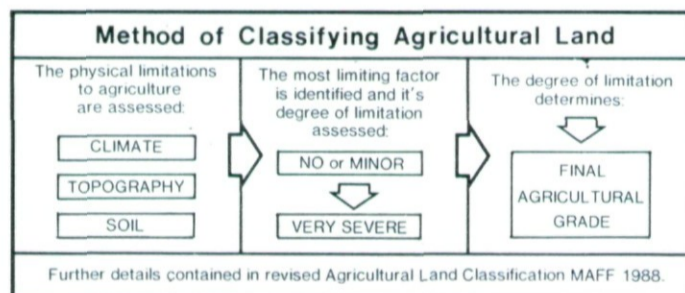 Method of Classifying Agricultural Land
The physical limitations
to agriculture
are assessed:
CLIMATE
TOPOGRAPHY
SOIL
The most limiting factor
is identified and it's
degree of limitation
assessed:
NO or MINOR
VERY SEVERE
The degree of limitation
determines:
FINAL
AGRICULTURAL
GRADE
Further details contained in revised Agricultural Land Classification MAFF 1988.